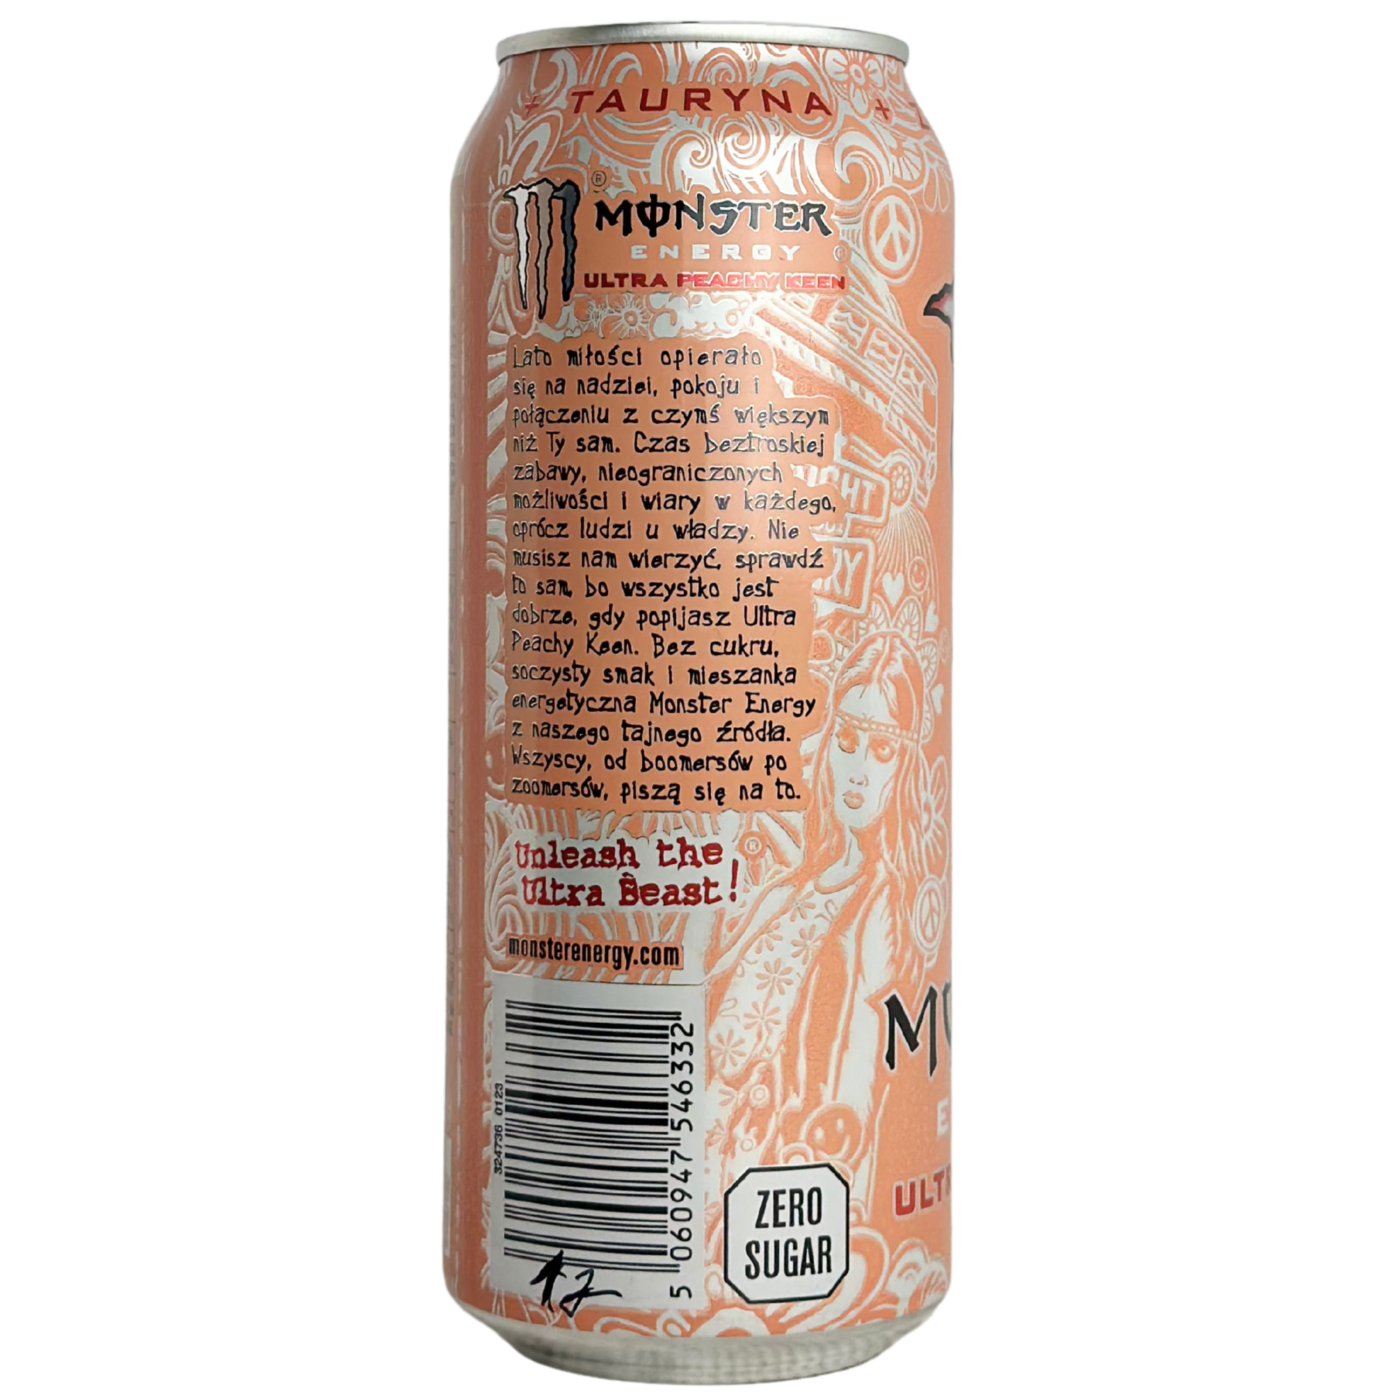 + TAURYNA +
MONSTER
ENERGY
ULTRA PEACHY KEEN
Lato miłości opierało
się na nadziei, pokoju i
połączeniu z czymś większym
niż Ty sam. Czas beztroskiej
zabawy, nieograniczonych
możliwości i wiary w każdego,
oprócz ludzi u władzy. Nie
musisz nam wierzyć, sprawdź
to sam, bo wszystko jest
dobrze, gdy popijasz Ultra
Peachy Keen. Bez cukru,
soczysty smak i mieszanka
energetyczna Monster Energy
z naszego tajnego źródła.
Wszyscy, od boomersów po
zoomersów, piszą się na to.
Unleash the
Ultra Beast!®
monsterenergy.com
324736 0123
5 060947 546332
ZERO
SUGAR